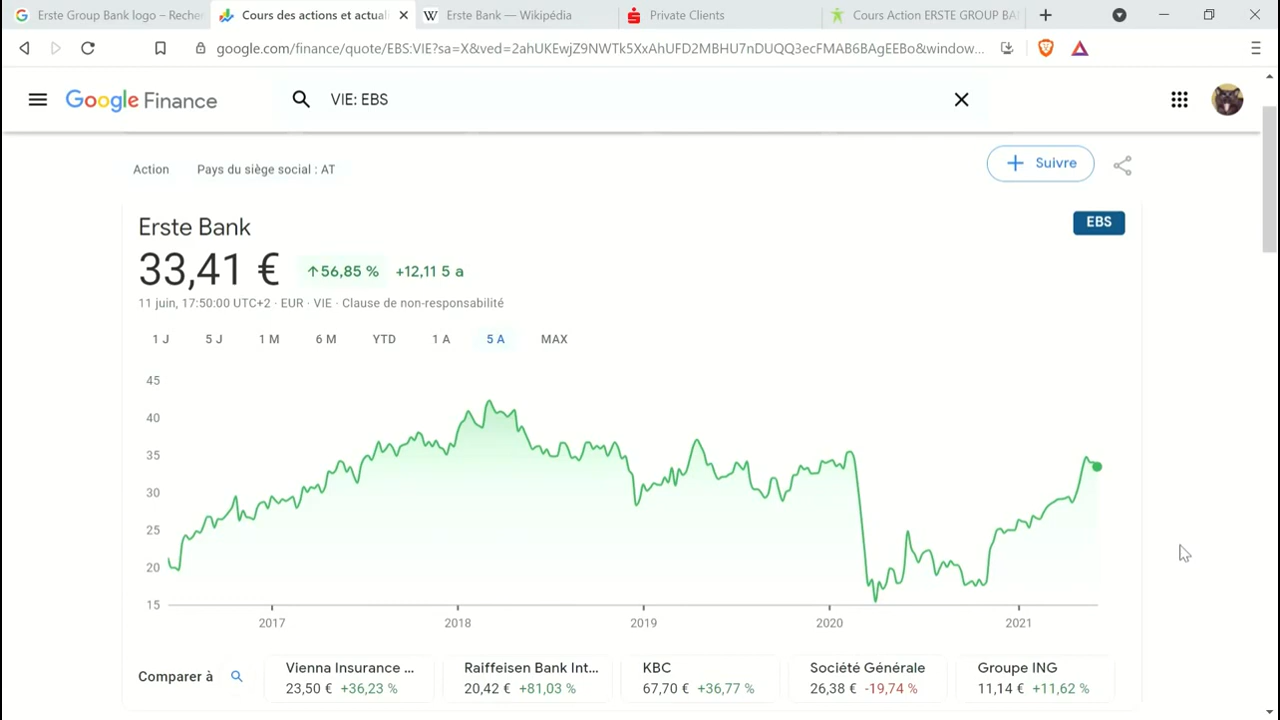 Erste Group Bank logo – Recher
Cours des actions et actual
Erste Bank — Wikipédia
Private Clients
Cours Action ERSTE GROUP BAN
google.com/finance/quote/EBS:VIE?sa=X&ved=2ahUKEwjZ9NWTk5XxAhUFD2MBHU7nDUQQ3ecFMAB6BAgEEBo&window...
Google Finance
VIE: EBS
Action
Pays du siège social : AT
Suivre
Erste Bank
EBS
33,41 €
↑56,85 %
+12,11 5 a
11 juin, 17:50:00 UTC+2 · EUR · VIE · Clause de non-responsabilité
1 J
5 J
1 M
6 M
YTD
1 A
5 A
MAX
45
40
35
30
25
20
15
2017
2018
2019
2020
2021
Comparer à
Vienna Insurance ...
23,50 € +36,23 %
Raiffeisen Bank Int...
20,42 € +81,03 %
KBC
67,70 € +36,77 %
Société Générale
26,38 € -19,74 %
Groupe ING
11,14 € +11,62 %